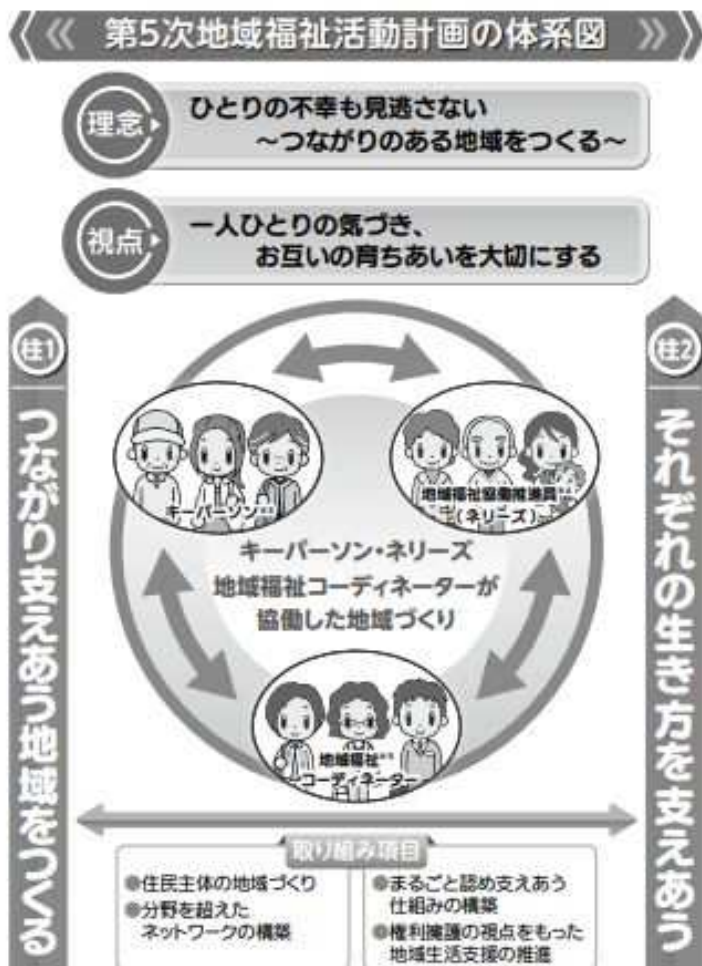 第5次地域福祉活動計画の体系図
理念
ひとりの不幸も見逃さない
～つながりのある地域をつくる～
視点
一人ひとりの気づき、
お互いの育ちあいを大切にする
柱1
つながり支えあう地域をつくる
柱2
それぞれの生き方を支えあう
キーパーソン
地域福祉協働推進員
(ネリーズ)
キーパーソン・ネリーズ
地域福祉コーディネーターが
協働した地域づくり
地域福祉
コーディネーター
取り組み項目
●住民主体の地域づくり
●分野を超えた
ネットワークの構築
●まるごと認め支えあう
仕組みの構築
●権利擁護の視点をもった
地域生活支援の推進